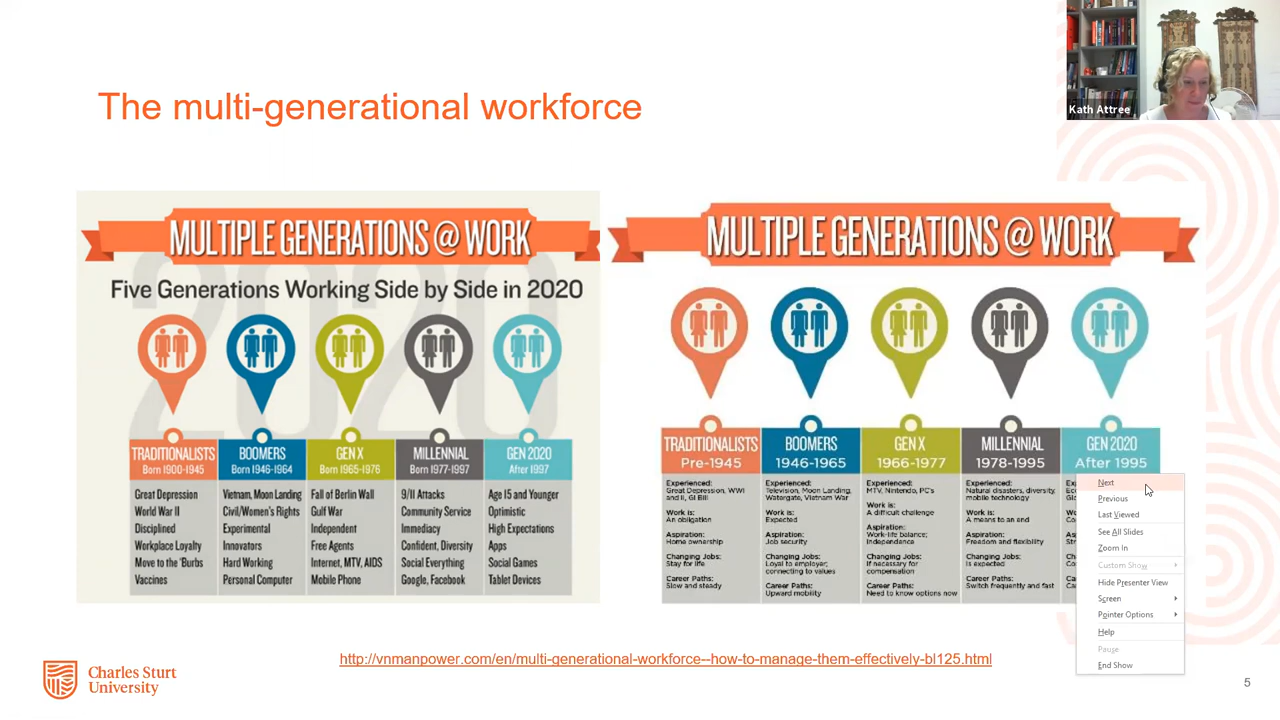 Kath Attree
The multi-generational workforce
MULTIPLE GENERATIONS @ WORK
Five Generations Working Side by Side in 2020
TRADITIONALISTS
Born 1900-1945
Great Depression
World War II
Disciplined
Workplace Loyalty
Move to the 'Burbs
Vaccines
BOOMERS
Born 1946-1964
Vietnam, Moon Landing
Civil/Women's Rights
Experimental
Innovators
Hard Working
Personal Computer
GEN X
Born 1965-1976
Fall of Berlin Wall
Gulf War
Independent
Free Agents
Internet, MTV, AIDS
Mobile Phone
MILLENNIAL
Born 1977-1997
9/11 Attacks
Community Service
Immediacy
Confident, Diversity
Social Everything
Google, Facebook
GEN 2020
After 1997
Age 15 and Younger
Optimistic
High Expectations
Apps
Social Games
Tablet Devices
MULTIPLE GENERATIONS @ WORK
TRADITIONALISTS
Pre-1945
Experienced:
Great Depression, WWI
and II, GI Bill
Work is:
An obligation
Aspiration:
Home ownership
Changing Jobs:
Stay for life
Career Paths:
Slow and steady
BOOMERS
1946-1965
Experienced:
Television, Moon Landing,
Watergate, Vietnam War
Work is:
Expected
Aspiration:
Job security
Changing Jobs:
Loyal to employer;
connecting to values
Career Paths:
Upward mobility
GEN X
1966-1977
Experienced:
MTV, Nintendo, PC's
Work is:
A difficult challenge
Aspiration:
Work-life balance;
Independence
Changing Jobs:
If necessary for
compensation
Career Paths:
Need to know options now
MILLENNIAL
1978-1995
Experienced:
Natural disasters, diversity,
mobile technology
Work is:
A means to an end
Aspiration:
Freedom and flexibility
Changing Jobs:
Is expected
Career Paths:
Switch frequently and fast
GEN 2020
After 1995
Next
Previous
Last Viewed
See All Slides
Zoom In
Custom Show
Hide Presenter View
Screen
Pointer Options
Help
Pause
End Show
http://vnmanpower.com/en/multi-generational-workforce--how-to-manage-them-effectively-bl125.html
Charles Sturt
University
5